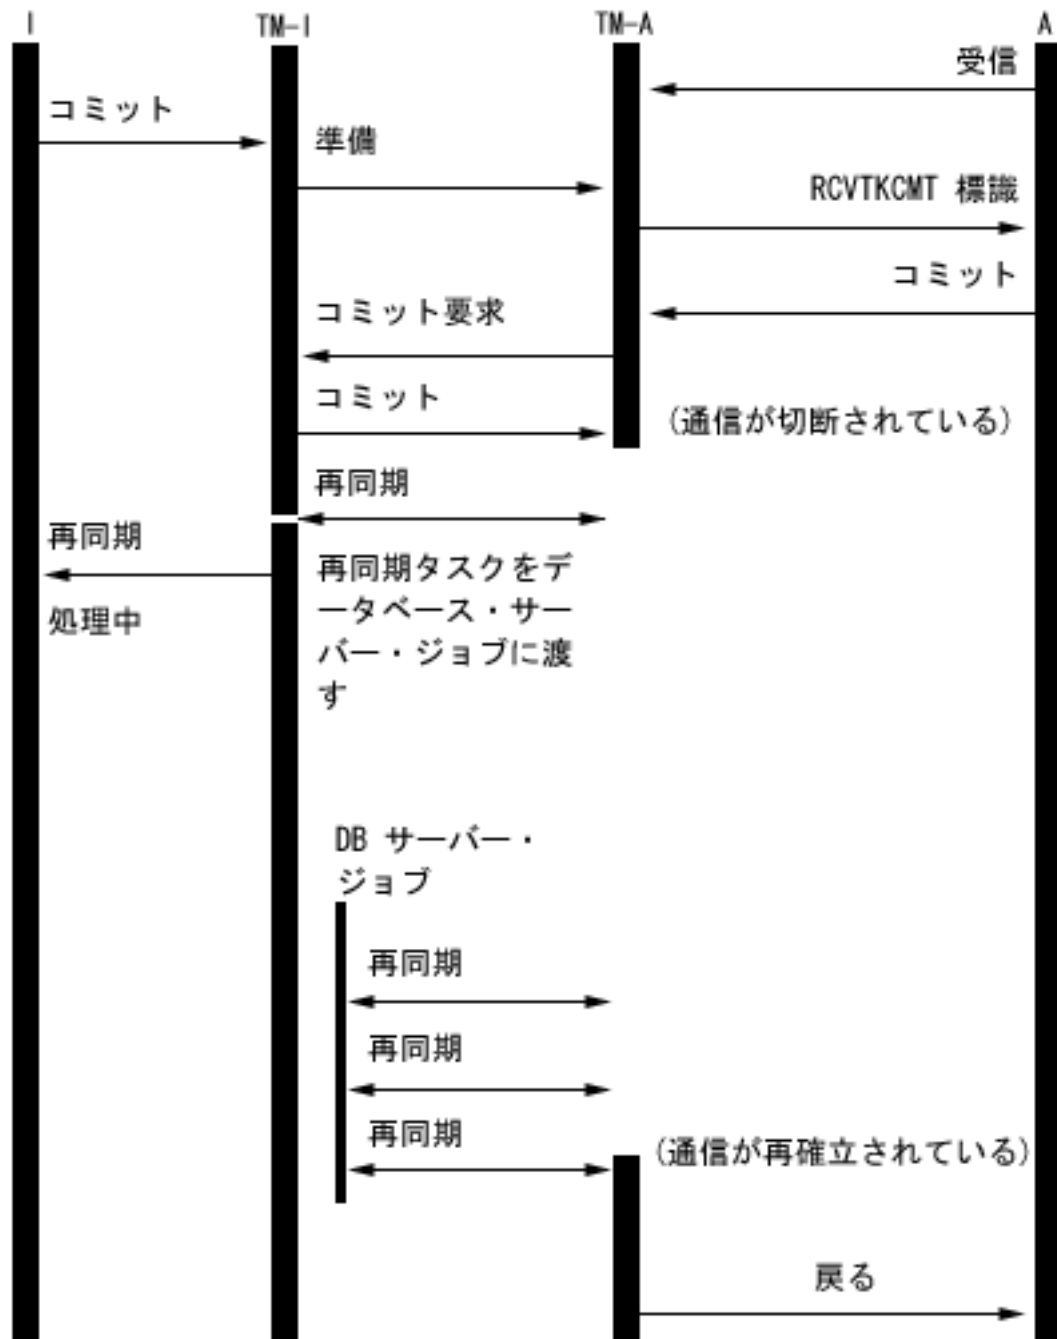 I
TM-I
TM-A
A
受信
コミット
準備
RCVTKCMT 標識
コミット
コミット要求
コミット
(通信が切断されている)
再同期
再同期
処理中
再同期タスクをデ
ータベース・サー
バー・ジョブに渡
す
DB サーバー・
ジョブ
再同期
再同期
再同期
(通信が再確立されている)
戻る